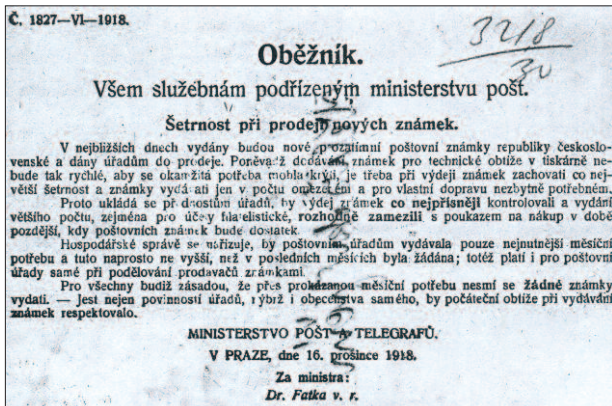 Č. 1827—VI—1918.
3218
30
Oběžník.
Všem služebnám podřízeným ministerstvu pošt.
Šetrnost při prodeji nových známek.
V nejbližších dnech vydány budou nové prozatímní poštovní známky republiky českoslo-
venské a dány úřadům do prodeje. Poněvadž dodávání známek pro technické obtíže v tiskárně ne-
bude tak rychlé, aby se okamžitá potřeba mohla krýti, je třeba při výdeji známek zachovati co nej-
větší šetrnost a známky vydávati jen v počtu omezeném a pro vlastní dopravu nezbytně potřebném.
Proto ukládá se přednostům úřadů, by výdej známek co nejpřísněji kontrolovali a vydání
většího počtu, zejména pro účely filatelistické, rozhodně zamezili s poukazem na nákup v době
pozdější, kdy poštovních známek bude dostatek.
Hospodářské správě se nařizuje, by poštovním úřadům vydávala pouze nejnutnější měsíční
potřebu a tuto naprosto ne vyšší, než v posledních měsících byla žádána; totéž platí i pro poštovní
úřady samé při podělování prodavačů známkami.
Pro všechny budiž zásadou, že přes prokázanou měsíční potřebu nesmí se žádné známky
vydati. — Jest nejen povinností úřadů, nýbrž i obecenstva samého, by počáteční obtíže při vydávání
známek respektovalo.
MINISTERSTVO POŠT A TELEGRAFŮ.
V PRAZE, dne 16. prosince 1918.
Za ministra:
Dr. Fatka v. r.